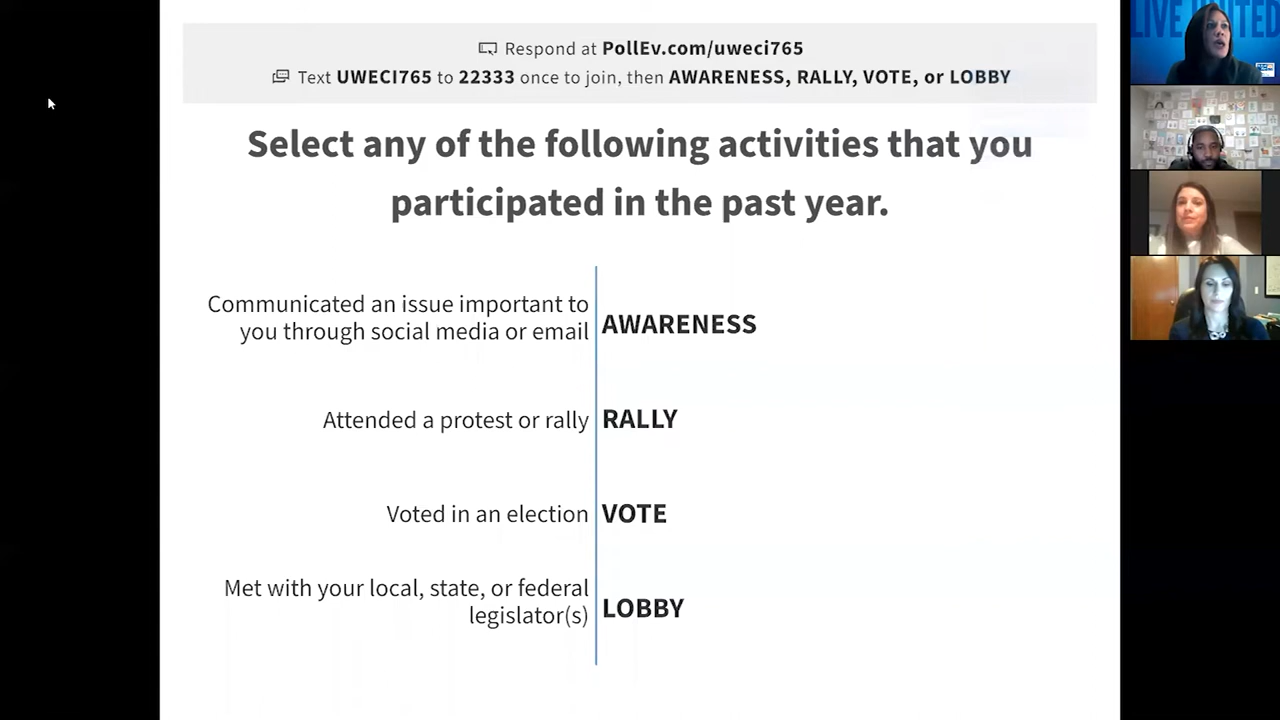 Respond at PollEv.com/uweci765
Text UWECI765 to 22333 once to join, then AWARENESS, RALLY, VOTE, or LOBBY
Select any of the following activities that you
participated in the past year.
Communicated an issue important to
you through social media or email
AWARENESS
Attended a protest or rally
RALLY
Voted in an election
VOTE
Met with your local, state, or federal
legislator(s)
LOBBY
LIVE UNITED